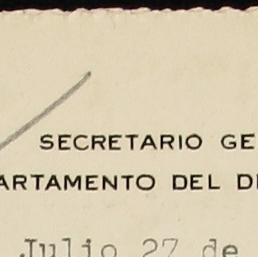 SECRETARIO GE
ARTAMENTO DEL D
Julio 27 de